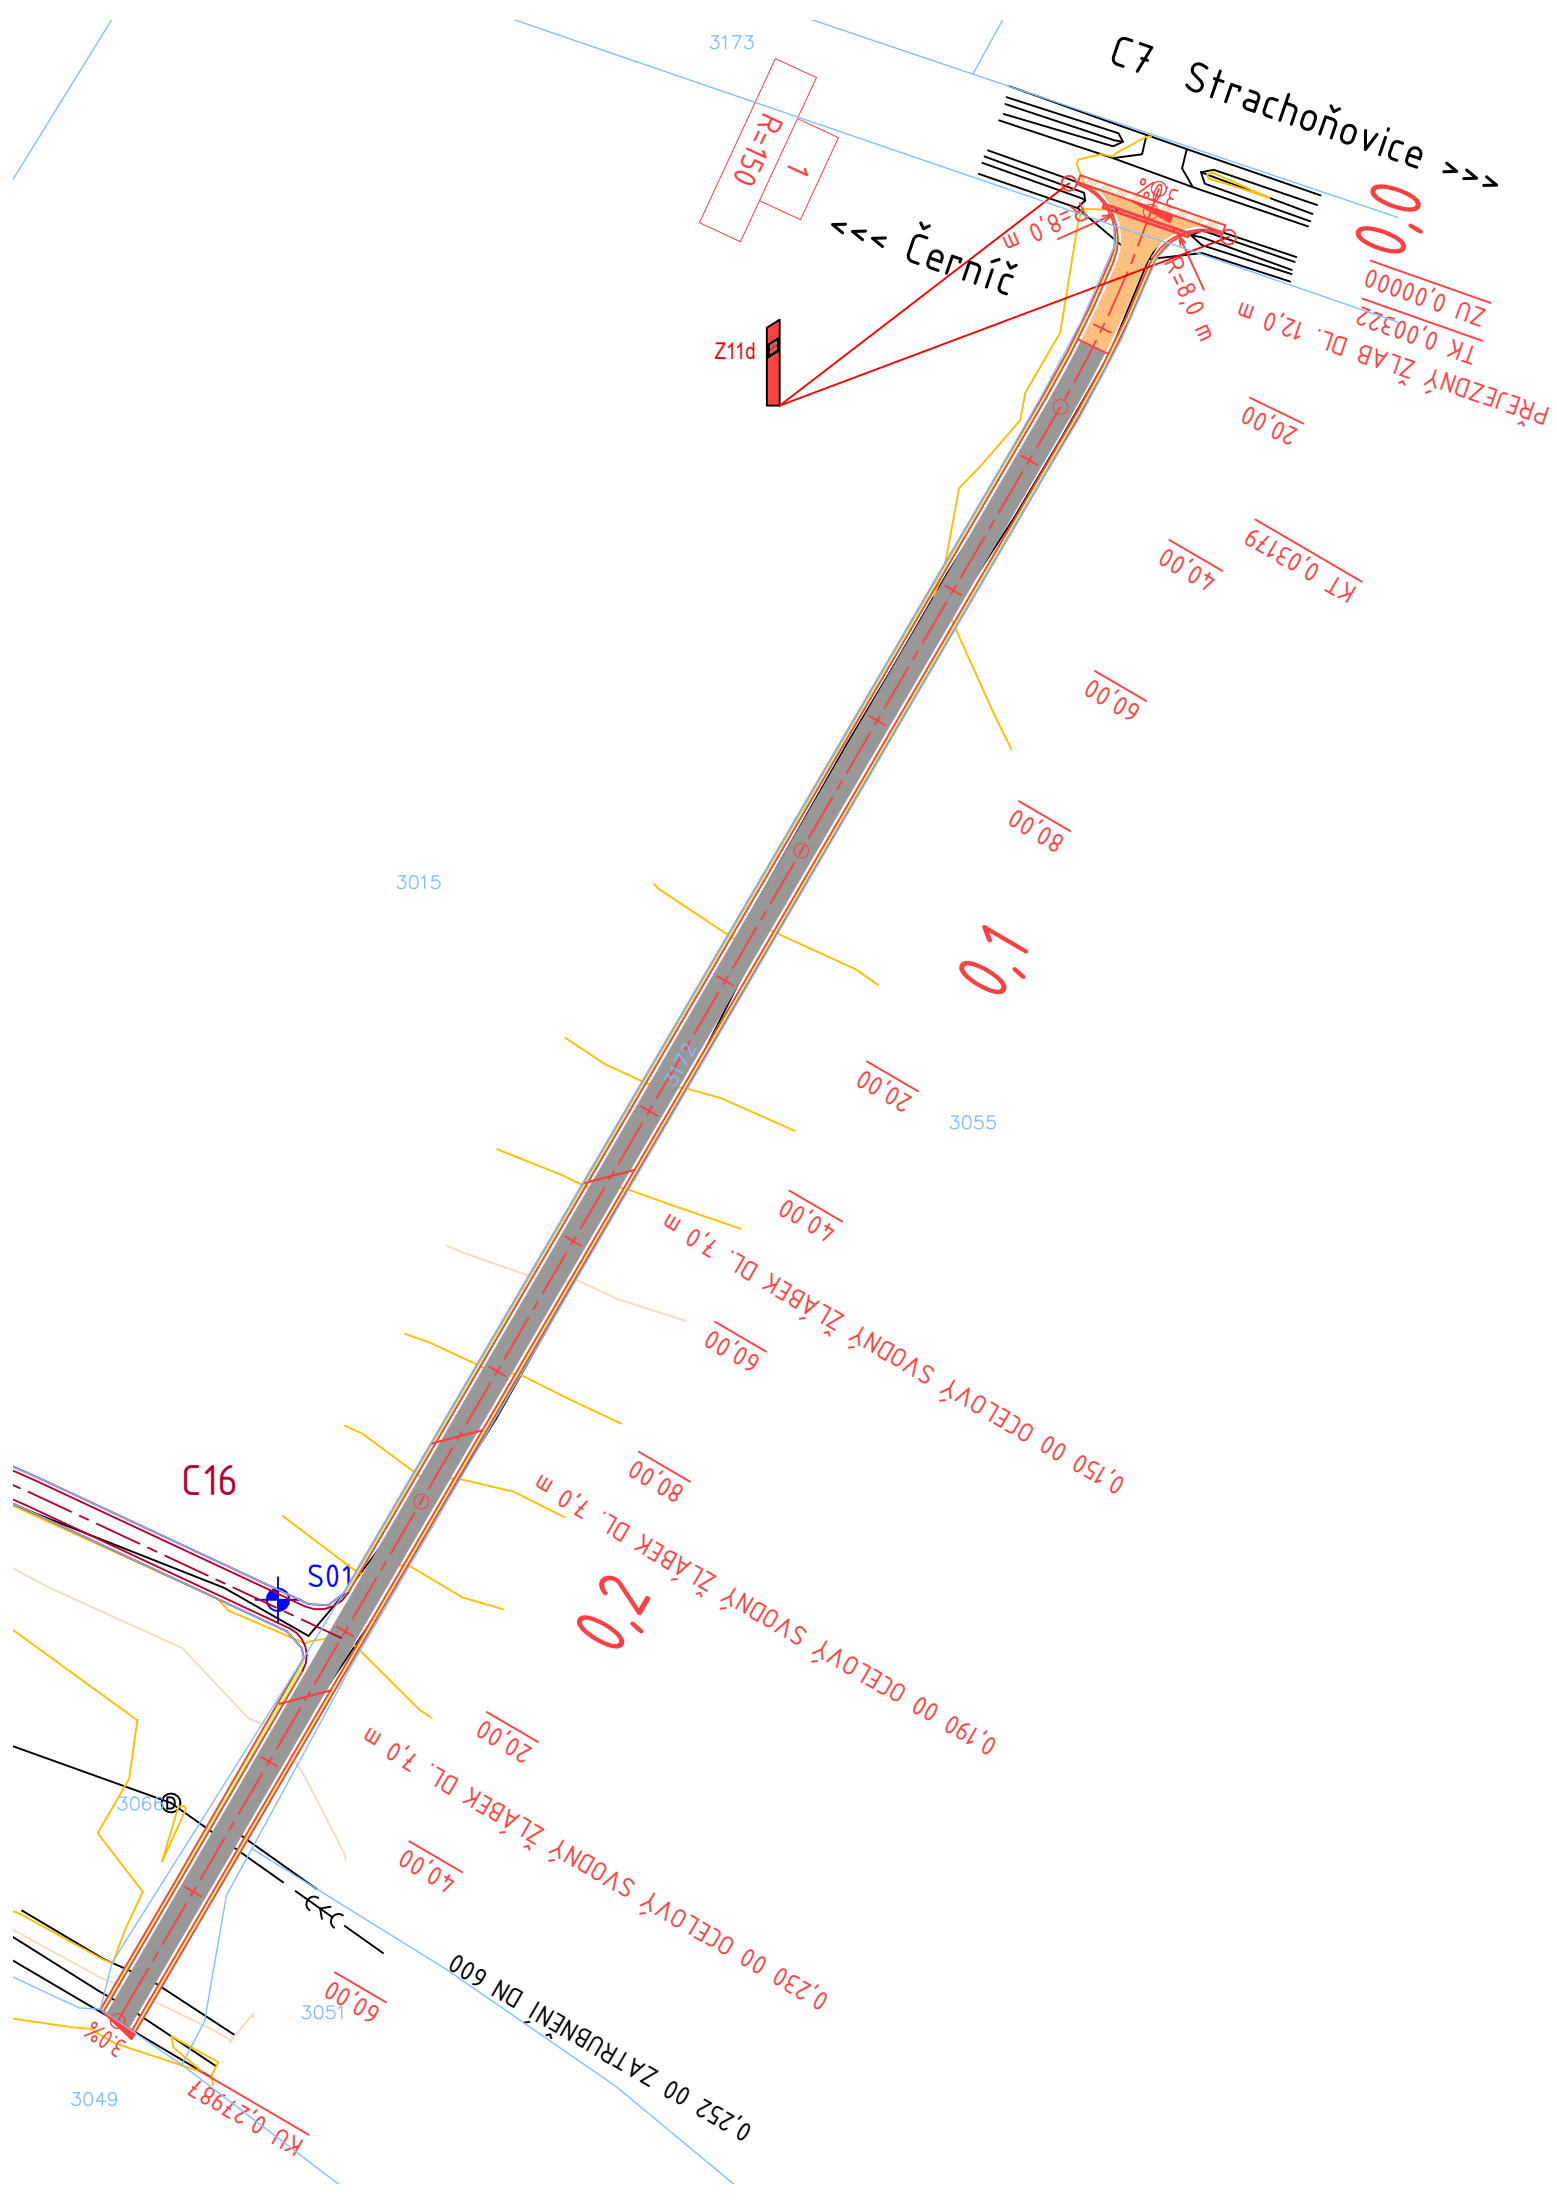 3173
C7 Strachoňovice >>>
R=150
1
<<< Černíč
3.0%
R=8,0 m
R=8,0 m
0,0
ZU 0,00000
TK 0,00322
PŘEJEZDNÝ ŽLAB DL. 12,0 m
Z11d
20,00
KT 0,03179
40,00
60,00
80,00
3015
0,1
3172
20,00
3055
40,00
0,150 00 OCELOVÝ SVODNÝ ŽLÁBEK DL. 7,0 m
60,00
80,00
0,190 00 OCELOVÝ SVODNÝ ŽLÁBEK DL. 7,0 m
C16
S01
0,2
20,00
0,230 00 OCELOVÝ SVODNÝ ŽLÁBEK DL. 7,0 m
3066
D
40,00
60,00
3051
0,252 00 ZATRUBNĚNÍ DN 600
3.0%
3049
KU 0,27987